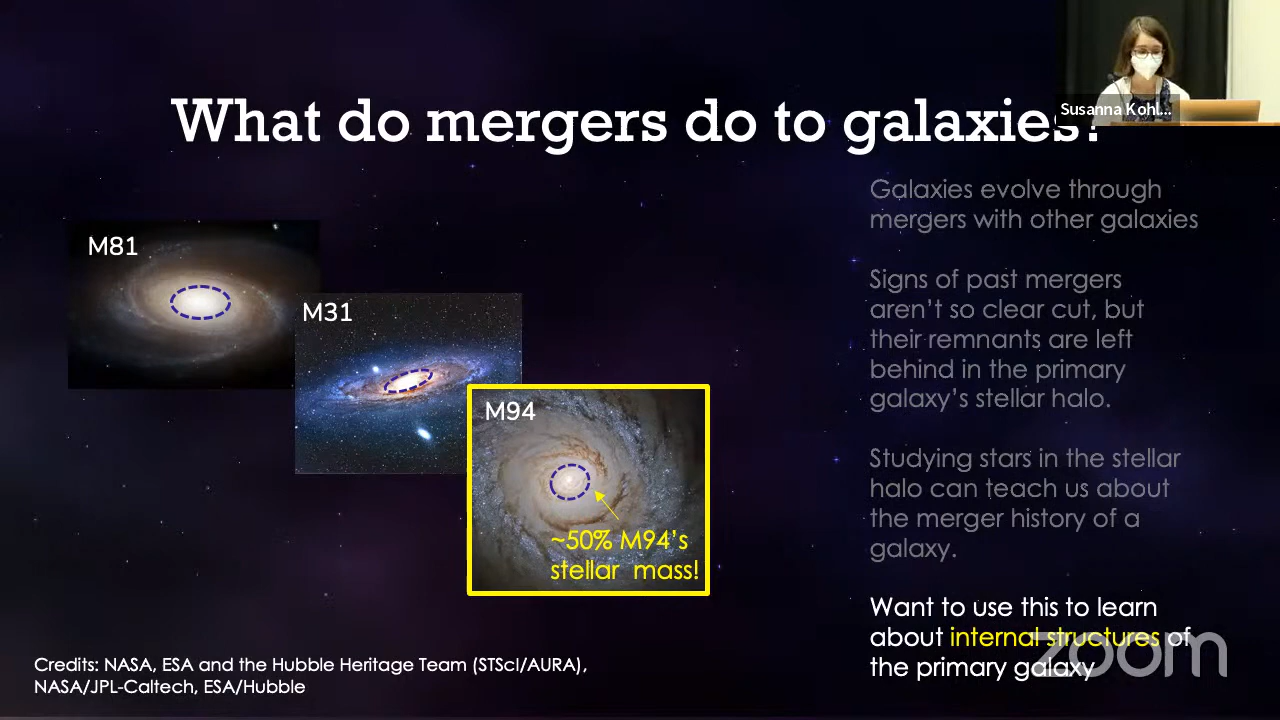 What do mergers do to galaxies?
Susanna Kohl...
M81
M31
M94
~50% M94's
stellar mass!
Galaxies evolve through
mergers with other galaxies
Signs of past mergers
aren't so clear cut, but
their remnants are left
behind in the primary
galaxy's stellar halo.
Studying stars in the stellar
halo can teach us about
the merger history of a
galaxy.
Want to use this to learn
about internal structures of
the primary galaxy
zoom
Credits: NASA, ESA and the Hubble Heritage Team (STScI/AURA),
NASA/JPL-Caltech, ESA/Hubble